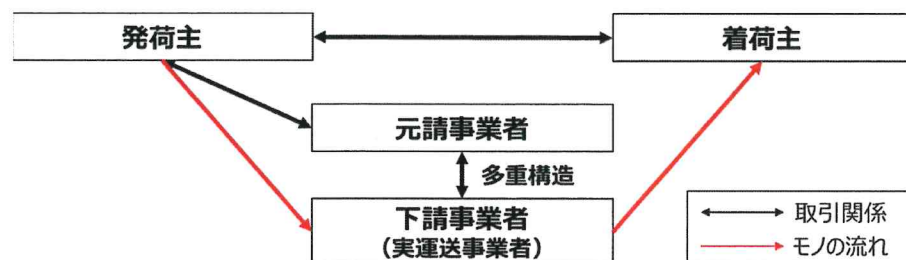 発荷主
着荷主
元請事業者
多重構造
下請事業者
(実運送事業者)
取引関係
モノの流れ